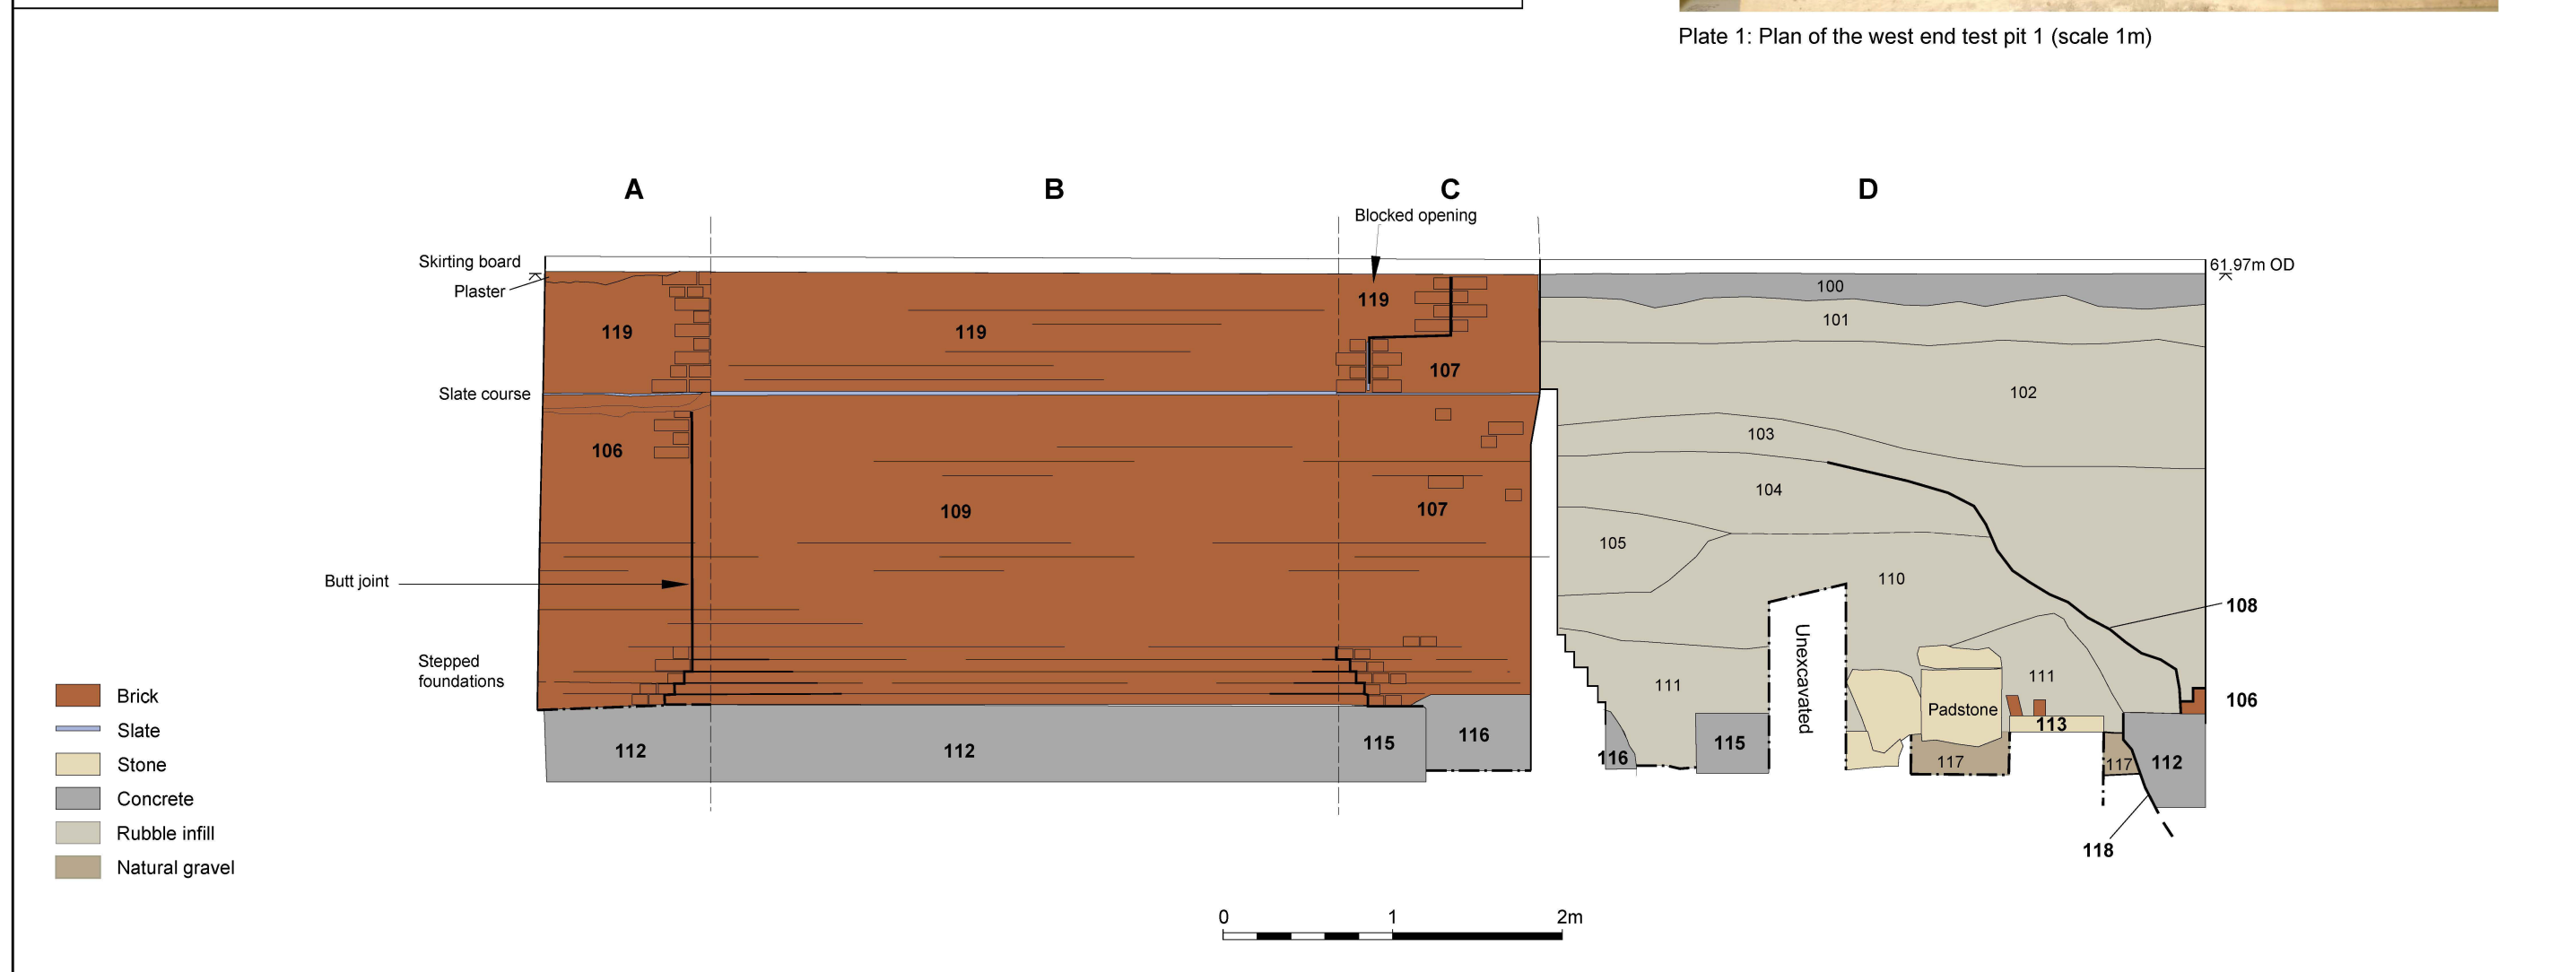 Plate 1: Plan of the west end test pit 1 (scale 1m)
A
B
C
D
Blocked opening
Skirting board
Plaster
61.97m OD
119
119
119
100
101
107
Slate course
102
106
103
104
109
107
105
Butt joint
110
108
Unexcavated
Stepped
foundations
111
111
Padstone
106
113
112
112
115
116
116
115
117
117
112
118
Brick
Slate
Stone
Concrete
Rubble infill
Natural gravel
0
1
2m